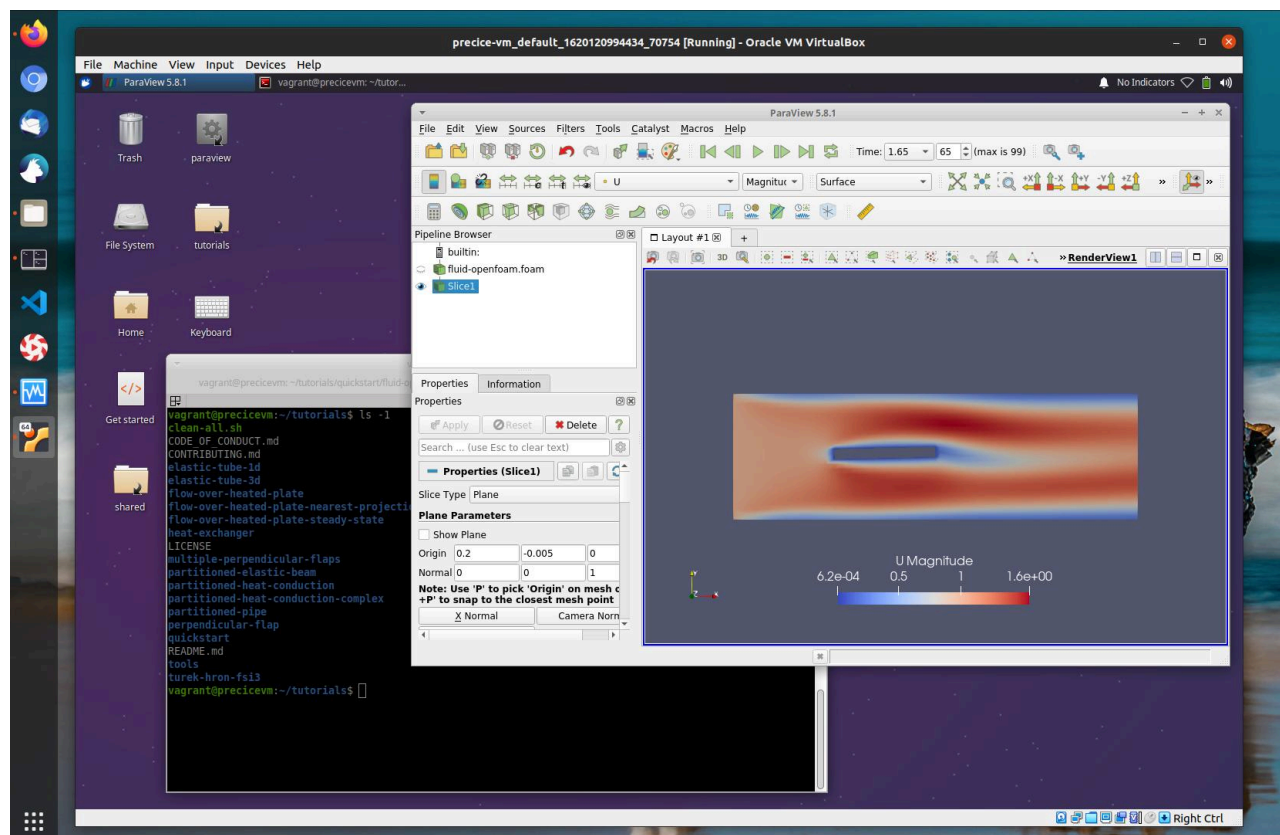 precice-vm_default_1620120994434_70754 [Running] - Oracle VM VirtualBox
File Machine View Input Devices Help
ParaView 5.8.1
vagrant@precicevm: ~/tutor...
No Indicators
Trash
paraview
File System
tutorials
Home
Keyboard
Get started
shared
64
ParaView 5.8.1
File Edit View Sources Filters Tools Catalyst Macros Help
Time: 1.65 65 (max is 99)
+X -X +Y -Y +Z
U Magnituc Surface
»
»
Pipeline Browser
builtin:
fluid-openfoam.foam
Slice1
Layout #1 +
3D
»RenderView1
Properties Information
Properties
Apply Reset Delete ?
Search ... (use Esc to clear text)
Properties (Slice1)
Slice Type Plane
Plane Parameters
Show Plane
Origin 0.2 -0.005 0
Normal 0 0 1
Note: Use 'P' to pick 'Origin' on mesh
+P' to snap to the closest mesh point
X Normal Camera Norn
U Magnitude
6.2e-04 0.5 1 1.6e+00
vagrant@precicevm: ~/tutorials/quickstart/fluid-o
vagrant@precicevm:~/tutorials$ ls -1
clean-all.sh
CODE_OF_CONDUCT.md
CONTRIBUTING.md
elastic-tube-1d
elastic-tube-3d
flow-over-heated-plate
flow-over-heated-plate-nearest-projecti
flow-over-heated-plate-steady-state
heat-exchanger
LICENSE
multiple-perpendicular-flaps
partitioned-elastic-beam
partitioned-heat-conduction
partitioned-heat-conduction-complex
partitioned-pipe
perpendicular-flap
quickstart
README.md
tools
turek-hron-fsi3
vagrant@precicevm:~/tutorials$
Right Ctrl